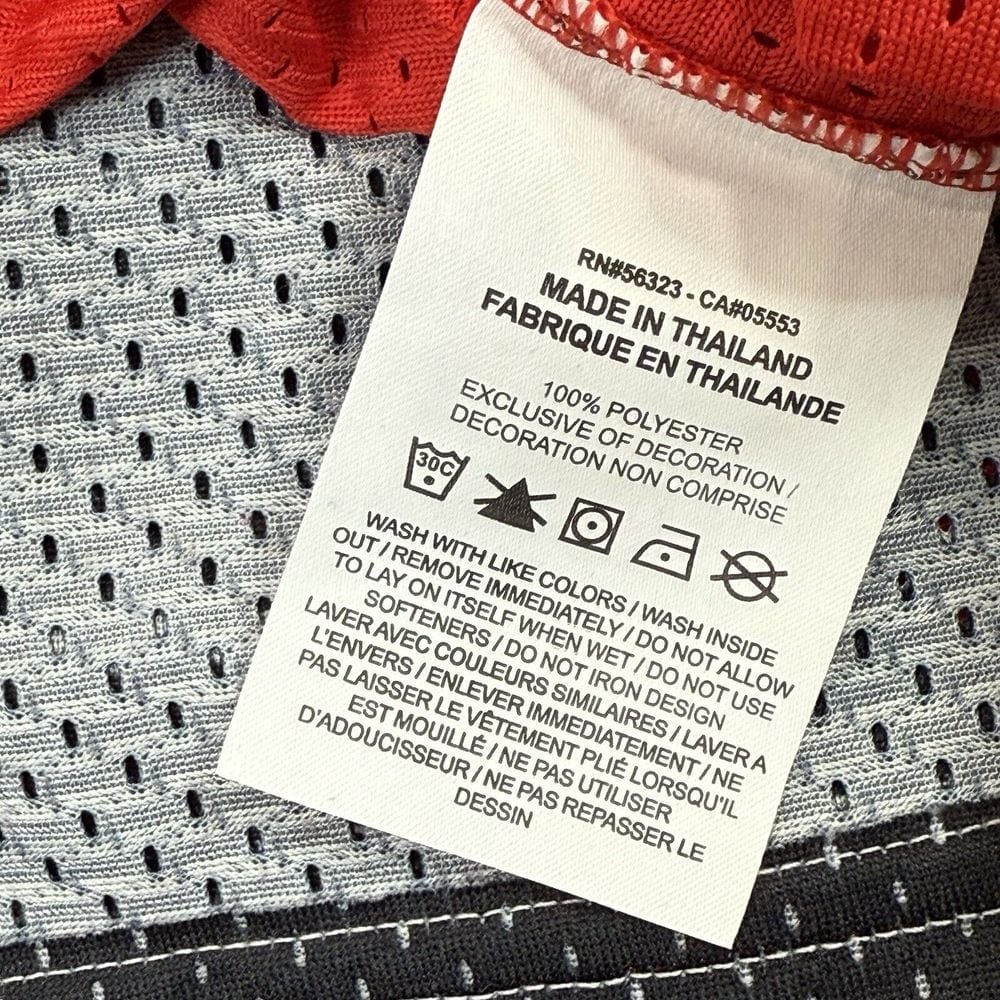 RN#56323 - CA#05553
MADE IN THAILAND
FABRIQUE EN THAILANDE
100% POLYESTER
EXCLUSIVE OF DECORATION /
DECORATION NON COMPRISE
30C
WASH WITH LIKE COLORS / WASH INSIDE
OUT / REMOVE IMMEDIATELY / DO NOT ALLOW
TO LAY ON ITSELF WHEN WET / DO NOT USE
SOFTENERS / DO NOT IRON DESIGN
LAVER AVEC COULEURS SIMILAIRES / LAVER A
L'ENVERS / ENLEVER IMMEDIATEMENT / NE
PAS LAISSER LE VÉTEMENT PLIÉ LORSQU'IL
EST MOUILLÉ / NE PAS UTILISER
D'ADOUCISSEUR / NE PAS REPASSER LE
DESSIN